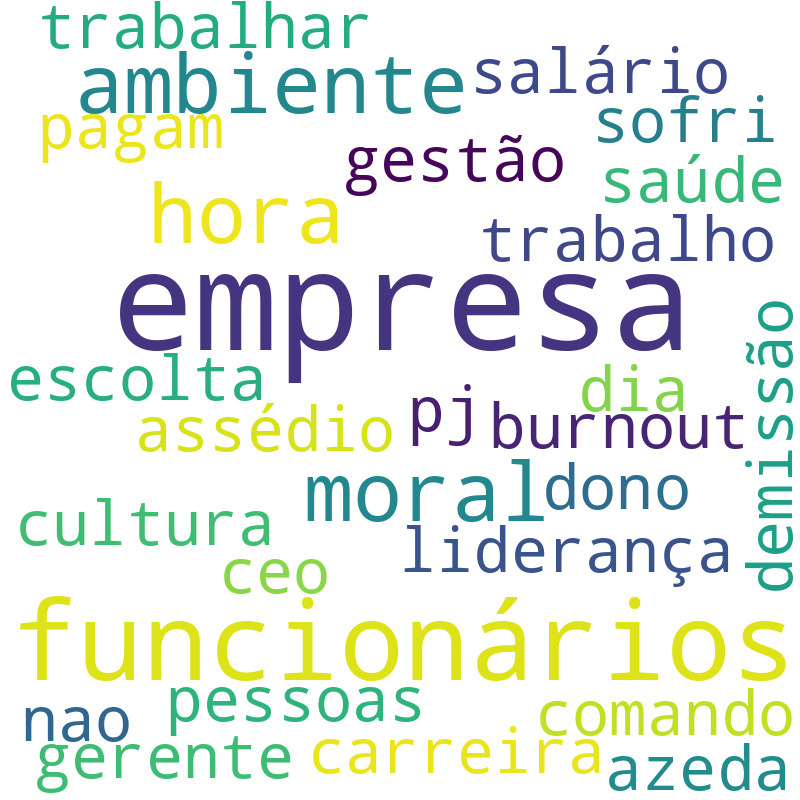 trabalhar
ambiente salário
pagam sofri
gestão saúde
hora trabalho
empresa
escolta dia
demissão
assédio pj burnout
moral dono
cultura liderança
ceo
funcionários
nao pessoas comando
gerente carreira azeda